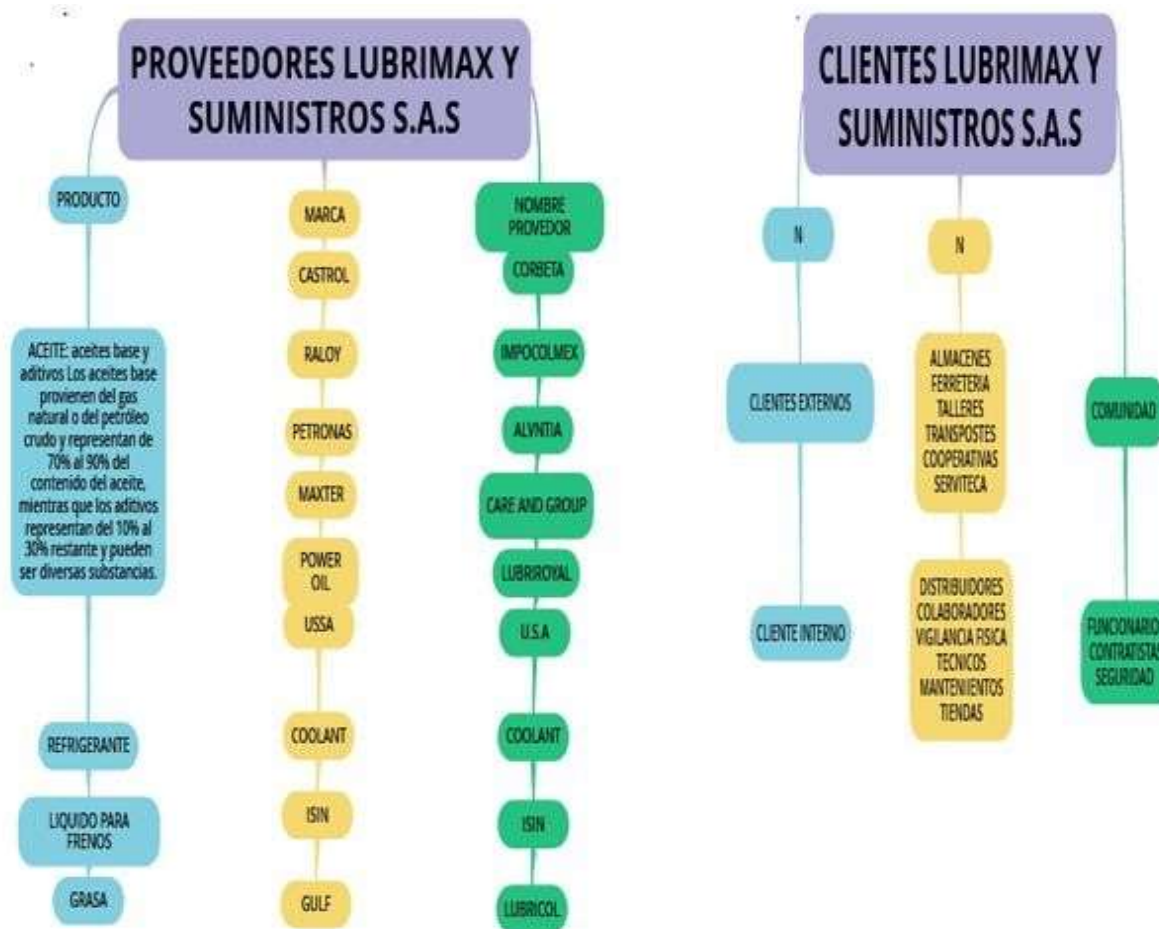 PROVEEDORES LUBRIMAX Y
SUMINISTROS S.A.S
PRODUCTO
ACEITE: aceites base y
aditivos Los aceites base
provienen del gas
natural o del petróleo
crudo y representan de
70% al 90% del
contenido del aceite,
mientras que los aditivos
representan del 10% al
30% restante y pueden
ser diversas substancias.
REFRIGERANTE
LIQUIDO PARA
FRENOS
GRASA
MARCA
CASTROL
RALOY
PETRONAS
MAXTER
POWER
OIL
USSA
COOLANT
ISIN
GULF
NOMBRE
PROVEDOR
CORBETA
IMPOCOLMEX
ALVNTIA
CARE AND GROUP
LUBRIROYAL
U.S.A
COOLANT
ISIN
LUBRICOL
CLIENTES LUBRIMAX Y
SUMINISTROS S.A.S
N
CLIENTES EXTERNOS
CLIENTE INTERNO
N
ALMACENES
FERRETERIA
TALLERES
TRANSPOSTES
COOPERATIVAS
SERVITECA
DISTRIBUIDORES
COLABORADORES
VIGILANCIA FISICA
TECNICOS
MANTENIIENTOS
TIENDAS
COMUNIDAD
FUNCIONARIO
CONTRATISTAS
SEGURIDAD